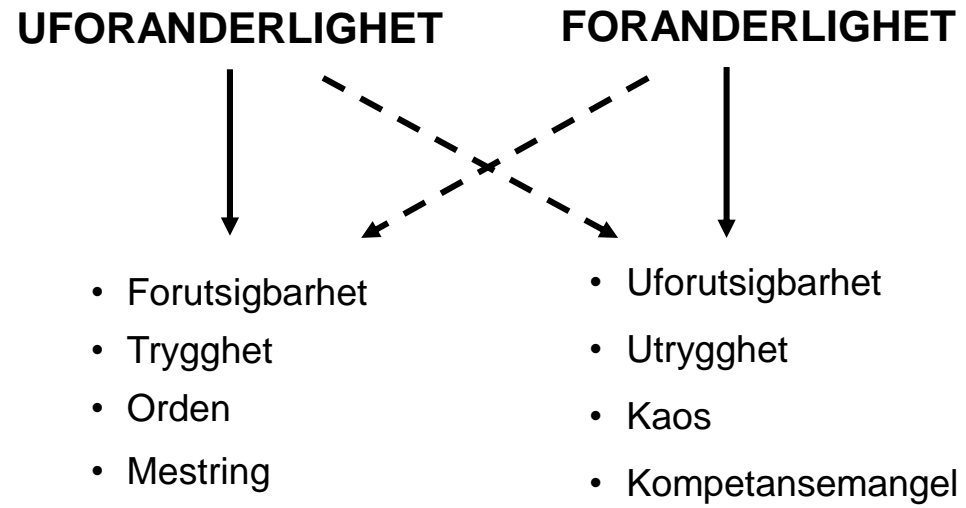 UFORANDERLIGHET
FORANDERLIGHET
• Forutsigbarhet
• Trygghet
• Orden
• Mestring
• Uforutsigbarhet
• Utrygghet
• Kaos
• Kompetansemangel